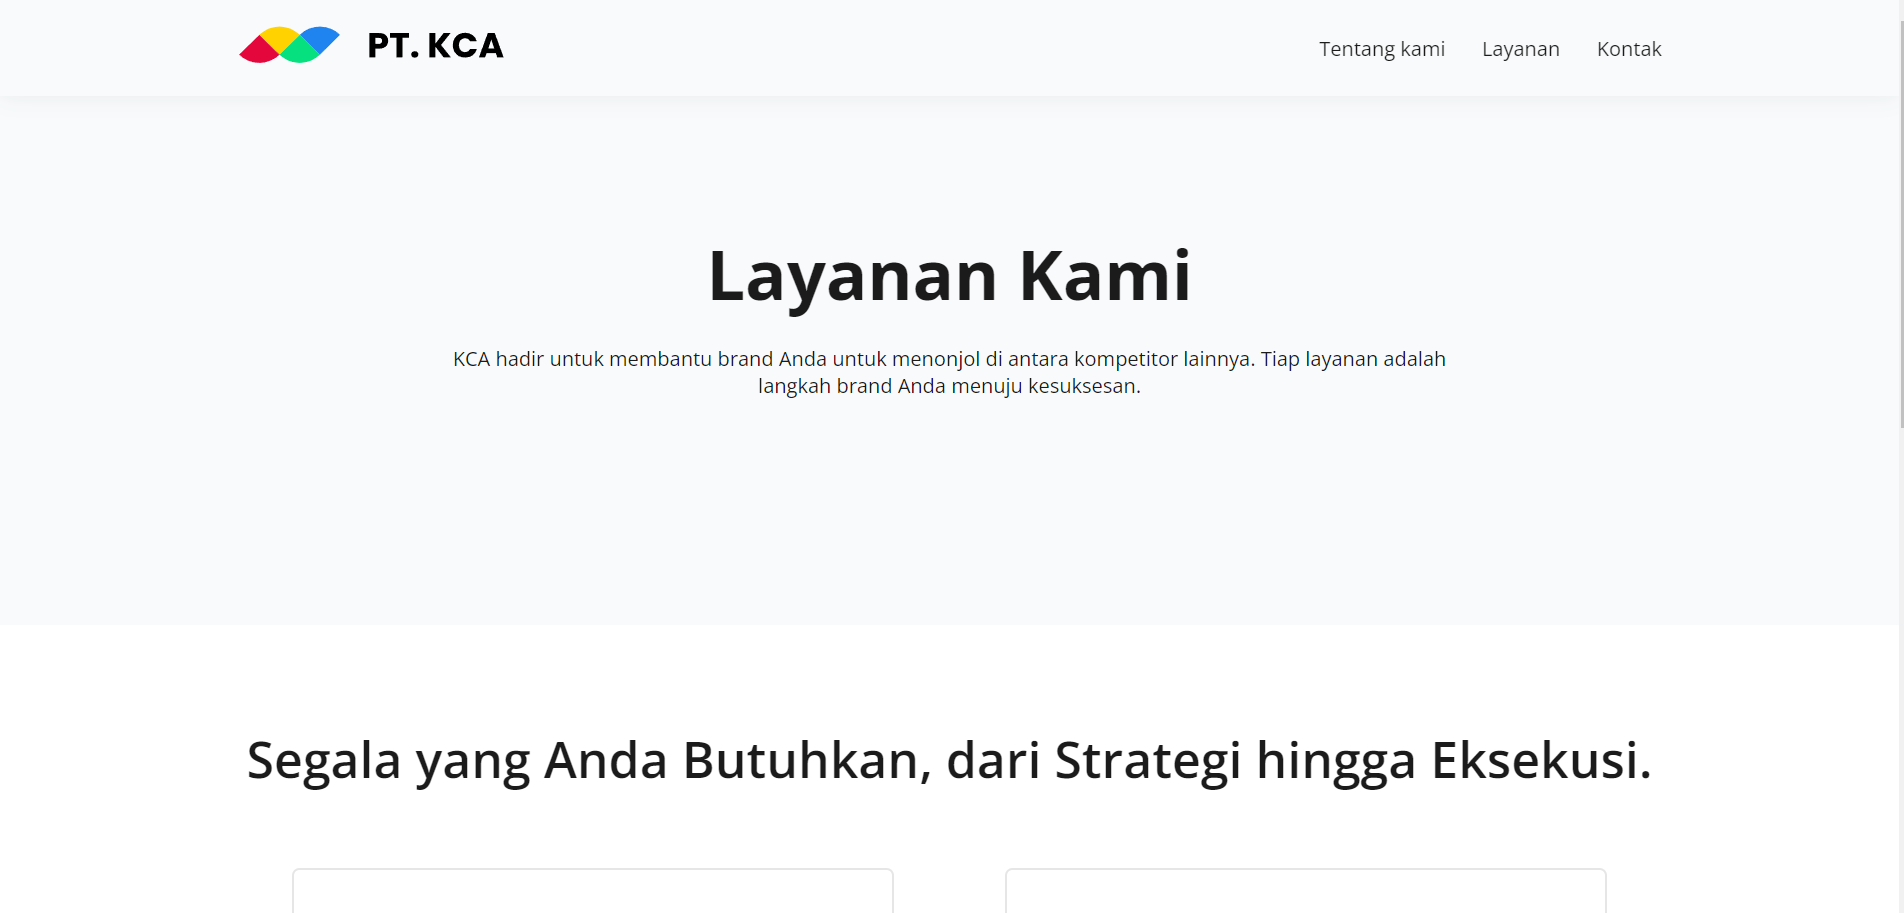 PT. KCA
Tentang kami
Layanan
Kontak
Layanan Kami
KCA hadir untuk membantu brand Anda untuk menonjol di antara kompetitor lainnya. Tiap layanan adalah
langkah brand Anda menuju kesuksesan.
Segala yang Anda Butuhkan, dari Strategi hingga Eksekusi.